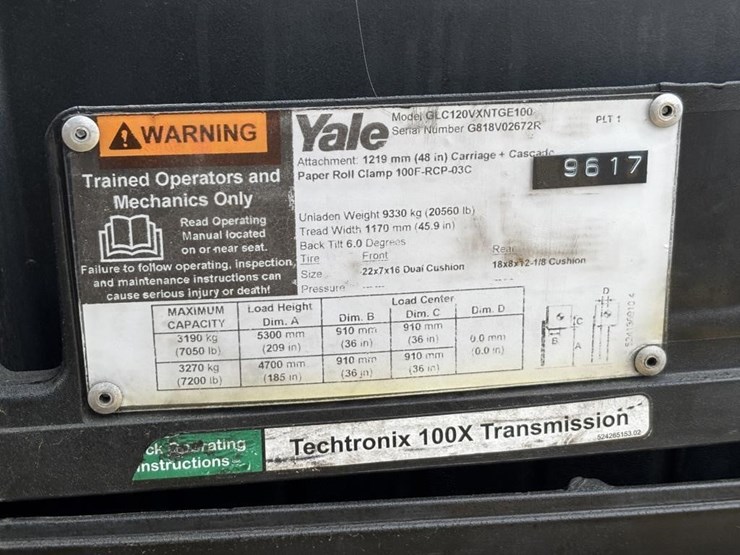 WARNING
Trained Operators and
Mechanics Only
Read Operating
Manual located
on or near seat.
Failure to follow operating, inspection,
and maintenance instructions can
cause serious injury or death!
Yale
Model GLC120VXNTGE100
Serial Number G818V02672R
PLT 1
Attachment: 1219 mm (48 in) Carriage + Cascade
Paper Roll Clamp 100F-RCP-03C
9617
Unladen Weight 9330 kg (20560 lb)
Tread Width 1170 mm (45.9 in)
Back Tilt 6.0 Degrees
Tire Front Rear
Size 22x7x16 Dual Cushion 18x8x12-1/8 Cushion
Pressure -- --
MAXIMUM CAPACITY Load Height Dim. A Load Center Dim. B Dim. C Dim. D
3190 kg 5300 mm 910 mm 910 mm 0.0 mm
(7050 lb) (209 in) (36 in) (36 in) (0.0 in)
3270 kg 4700 mm 910 mm 910 mm
(7200 lb) (185 in) (36 in) (36 in)
D
C
B
A
ck Operating
Instructions
Techtronix 100X Transmission
524265153.02